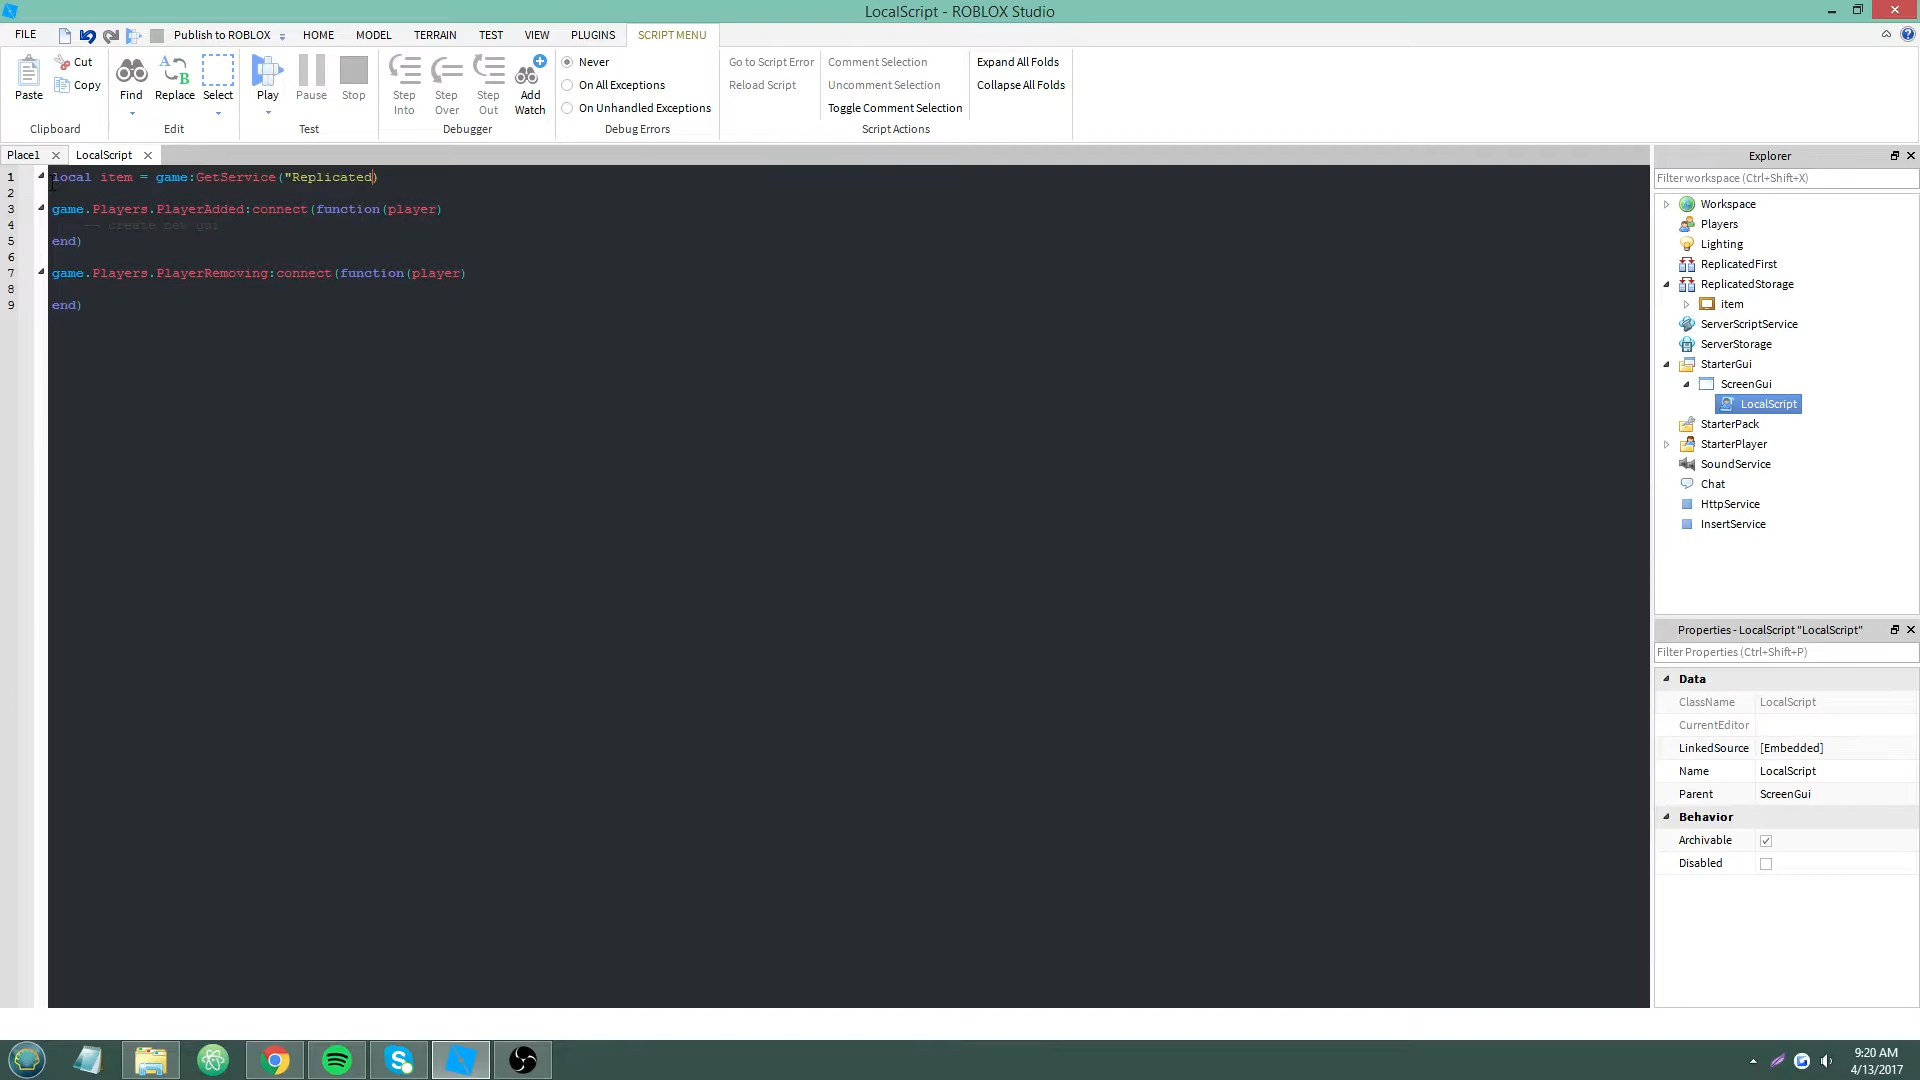 LocalScript - ROBLOX Studio
FILE
Publish to ROBLOX
HOME
MODEL
TERRAIN
TEST
VIEW
PLUGINS
SCRIPT MENU
Paste
Cut
Copy
Clipboard
Find
Replace
Select
Edit
Play
Pause
Stop
Test
Step Into
Step Over
Step Out
Add Watch
Debugger
Never
On All Exceptions
On Unhandled Exceptions
Debug Errors
Go to Script Error
Reload Script
Comment Selection
Uncomment Selection
Toggle Comment Selection
Script Actions
Expand All Folds
Collapse All Folds
Place1
LocalScript
1 local item = game:GetService("Replicated)
2
3 game.Players.PlayerAdded:connect(function(player)
4 -- create new gui
5 end)
6
7 game.Players.PlayerRemoving:connect(function(player)
8
9 end)
Explorer
Filter workspace (Ctrl+Shift+X)
Workspace
Players
Lighting
ReplicatedFirst
ReplicatedStorage
item
ServerScriptService
ServerStorage
StarterGui
ScreenGui
LocalScript
StarterPack
StarterPlayer
SoundService
Chat
HttpService
InsertService
Properties - LocalScript "LocalScript"
Filter Properties (Ctrl+Shift+P)
Data
ClassName LocalScript
CurrentEditor
LinkedSource [Embedded]
Name LocalScript
Parent ScreenGui
Behavior
Archivable
Disabled
9:20 AM
4/13/2017